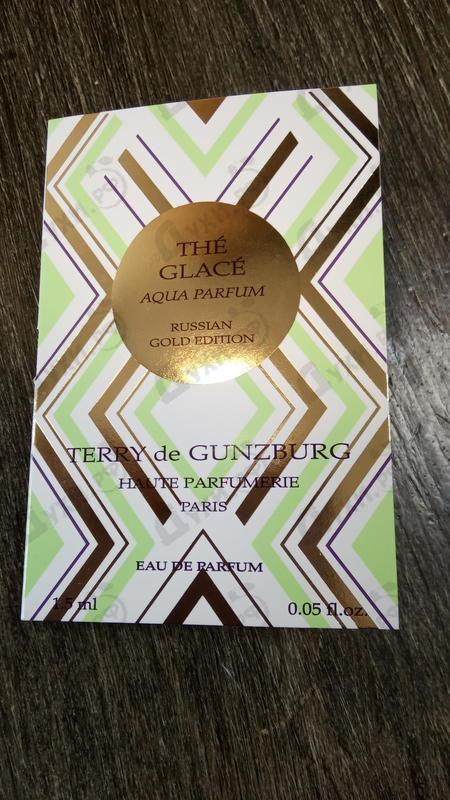 THÉ
GLACÉ
AQUA PARFUM
RUSSIAN
GOLD EDITION
TERRY de GUNZBURG
HAUTE PARFUMERIE
PARIS
EAU DE PARFUM
1.5 ml 0.05 fl.oz.